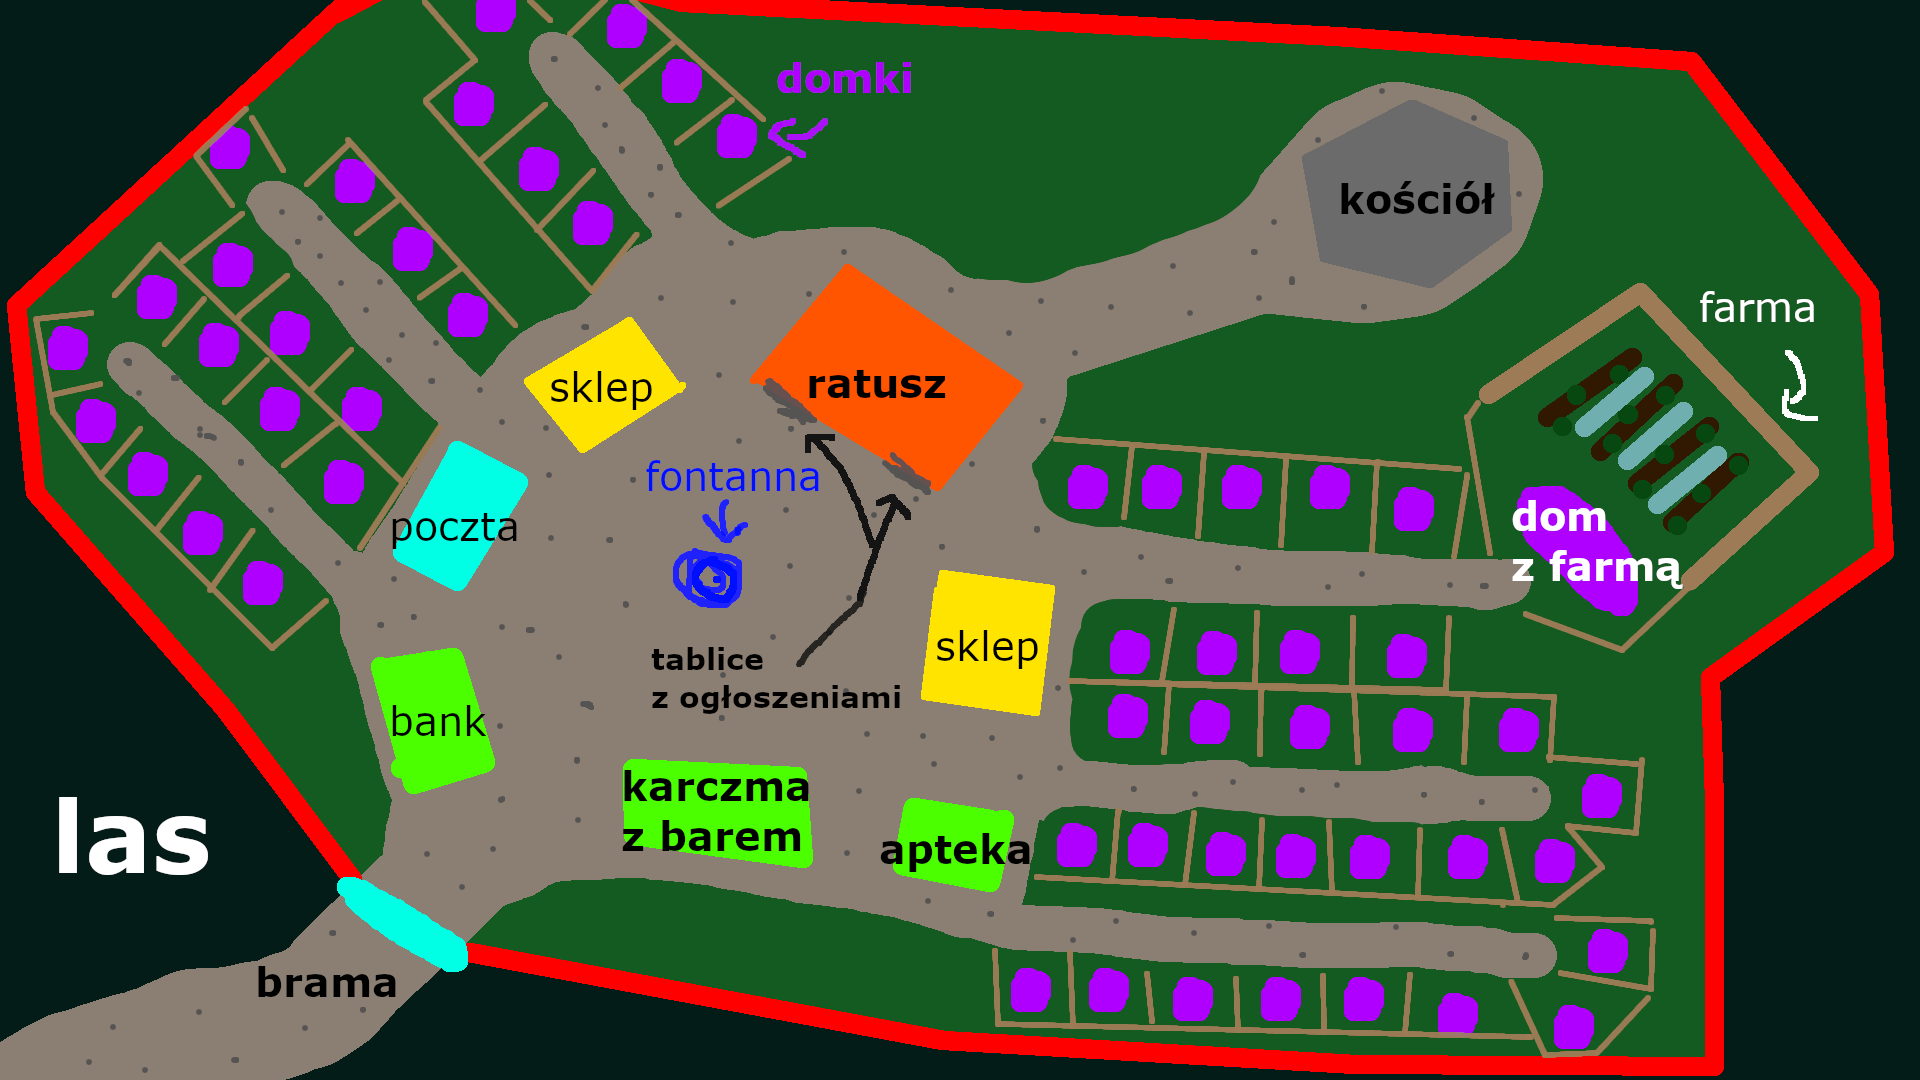 domki
kościół
farma
sklep
ratusz
fontanna
poczta
dom
z farmą
sklep
tablice
z ogłoszeniami
bank
karczma
z barem
apteka
las
brama